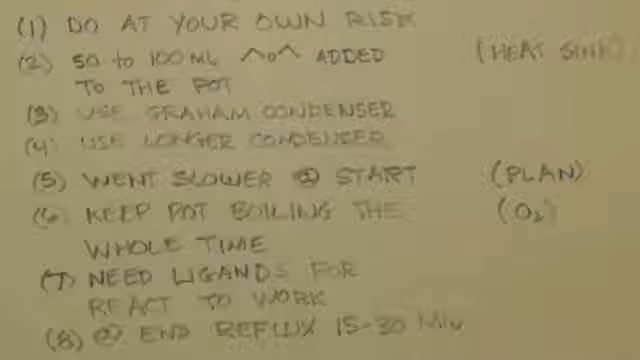 (1) DO AT YOUR OWN RISK
(2) 50 to 100 ML ^o^ ADDED (HEAT SINK)
TO THE POT
(3) USE GRAHAM CONDENSER
(4) USE LONGER CONDENSER
(5) WENT SLOWER @ START (PLAN)
(6) KEEP POT BOILING THE (O₂)
WHOLE TIME
(7) NEED LIGANDS FOR
REACT TO WORK
(8) @ END REFLUX 15-30 MIN